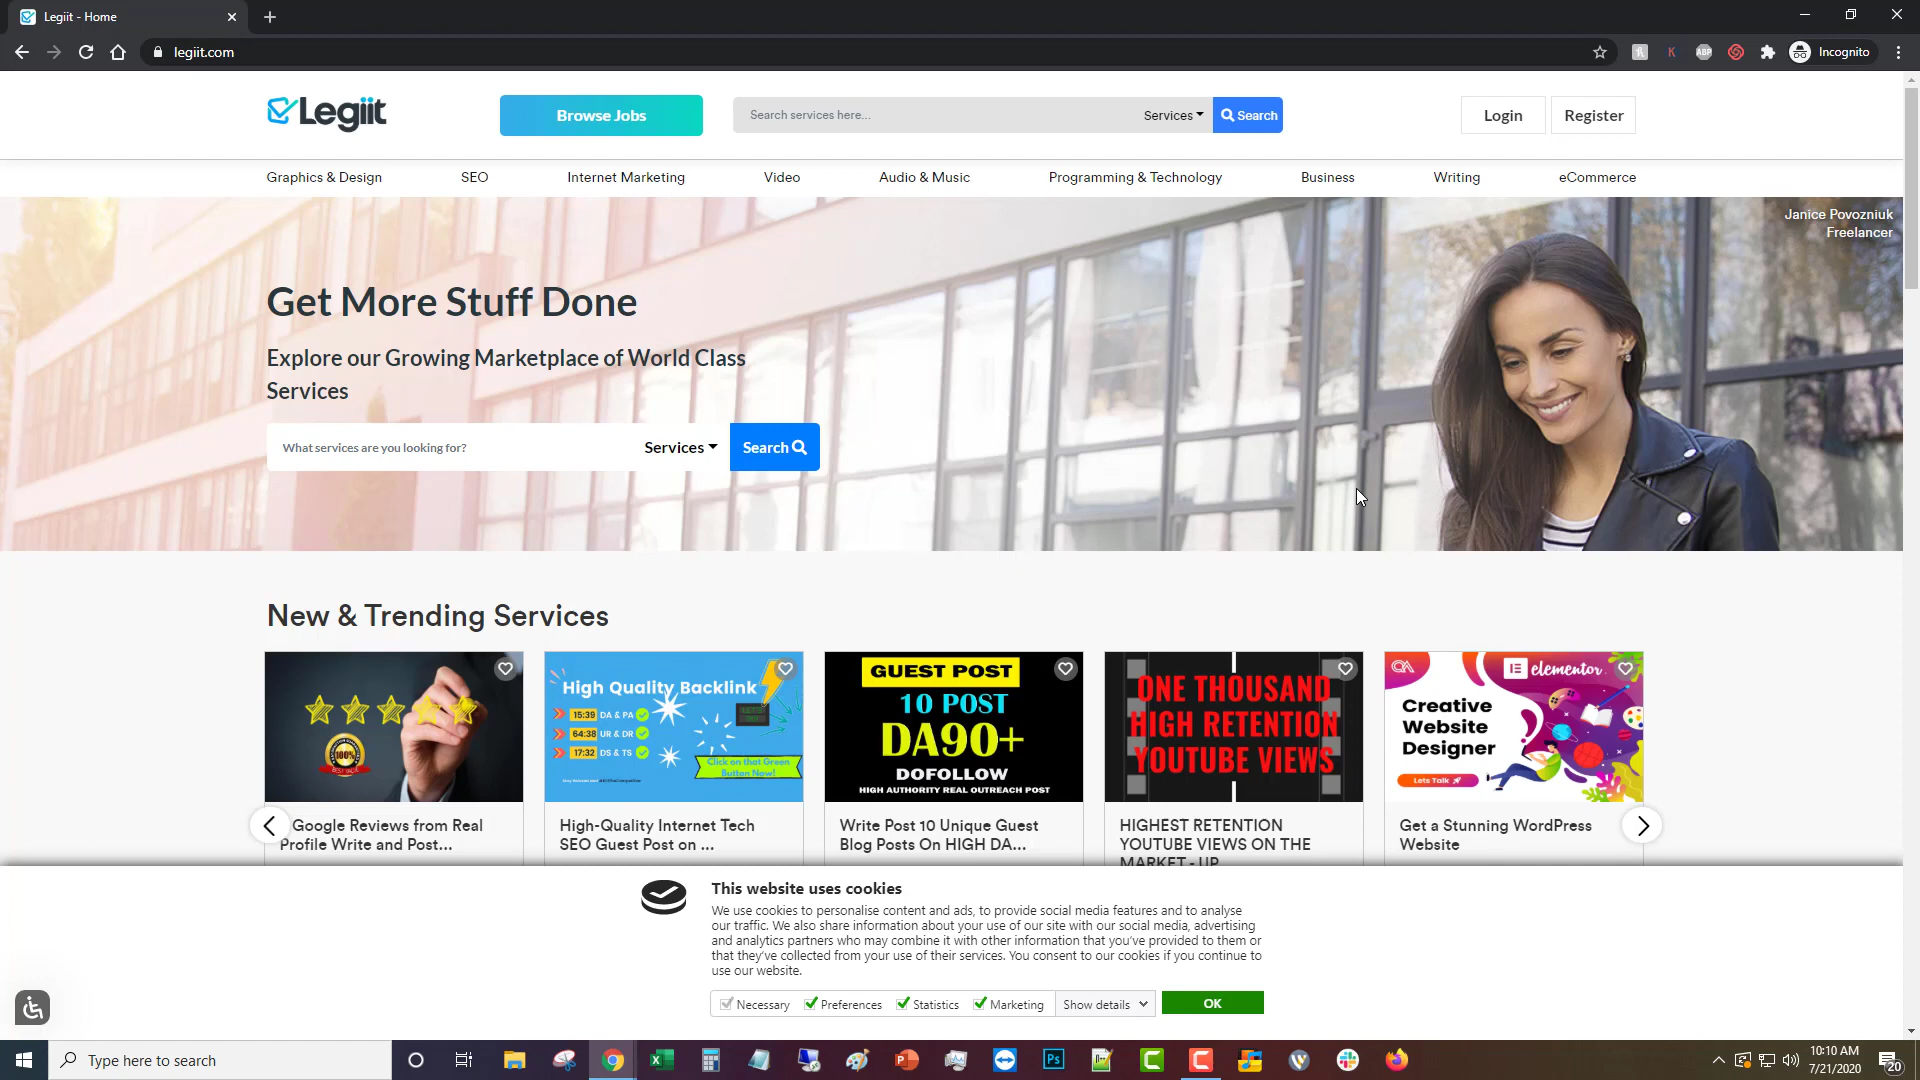 Legiit - Home
legiit.com
ABP
K
Incognito
Legiit
Browse Jobs
Search services here...
Services
Search
Login
Register
Graphics & Design
SEO
Internet Marketing
Video
Audio & Music
Programming & Technology
Business
Writing
eCommerce
Janice Povozniuk
Freelancer
Get More Stuff Done
Explore our Growing Marketplace of World Class
Services
What services are you looking for?
Services
Search
New & Trending Services
100%
High Quality Backlink
15:39 DA & PA
64:38 UR & DR
17:32 DS & TS
Click on that Green
Button Now!
GUEST POST
10 POST
DA90+
DOFOLLOW
HIGH AUTHORITY REAL OUTREACH POST
ONE THOUSAND
HIGH RETENTION
YOUTUBE VIEWS
elementor
Creative
Website
Designer
Lets Talk
Google Reviews from Real
Profile Write and Post...
High-Quality Internet Tech
SEO Guest Post on ...
Write Post 10 Unique Guest
Blog Posts On HIGH DA...
HIGHEST RETENTION
YOUTUBE VIEWS ON THE
MARKET - UP
Get a Stunning WordPress
Website
This website uses cookies
We use cookies to personalise content and ads, to provide social media features and to analyse
our traffic. We also share information about your use of our site with our social media, advertising
and analytics partners who may combine it with other information that you've provided to them or
that they've collected from your use of their services. You consent to our cookies if you continue to
use our website.
Necessary
Preferences
Statistics
Marketing
Show details
OK
Type here to search
Ps
10:10 AM
7/21/2020
20